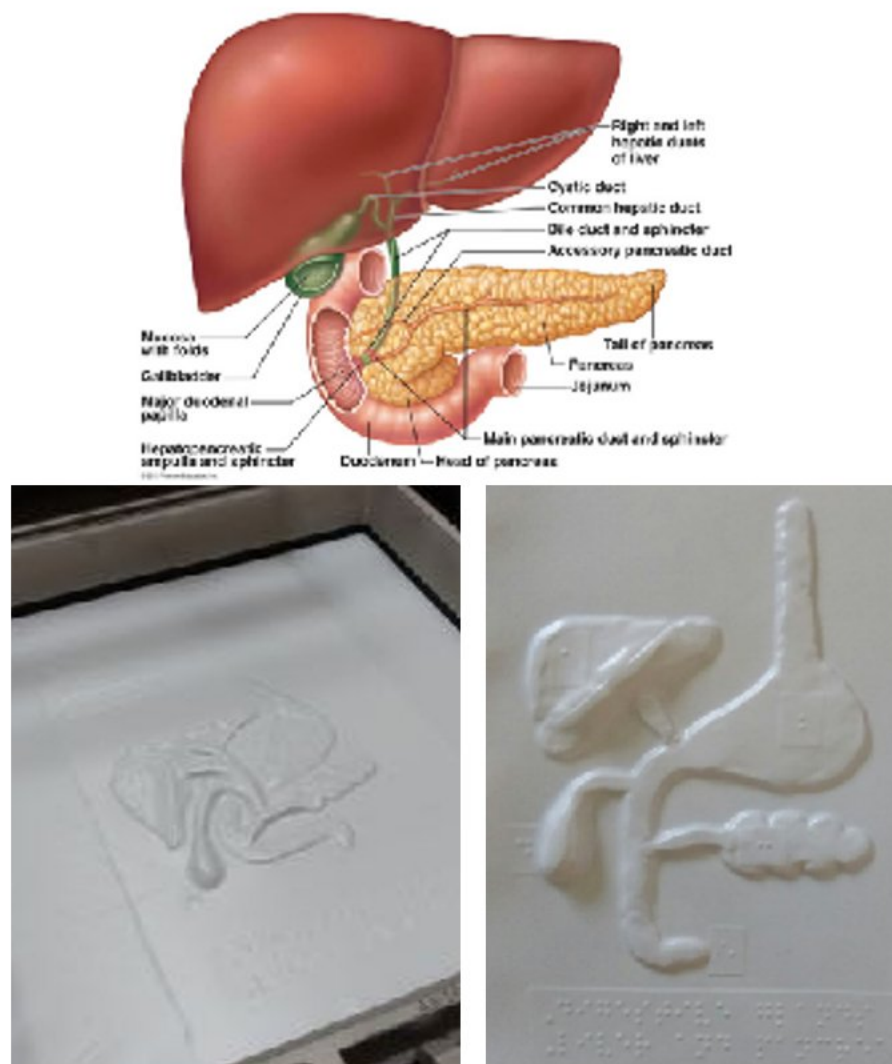 Right and left
hepatic ducts
of liver
Cystic duct
Common hepatic duct
Bile duct and sphincter
Accessory pancreatic duct
Mucosa
with folds
Tail of pancreas
Pancreas
Gallbladder
Jejunum
Major duodenal
papilla
Main pancreatic duct and sphincter
Hepatopancreatic
ampulla and sphincter
Duodenum
Head of pancreas